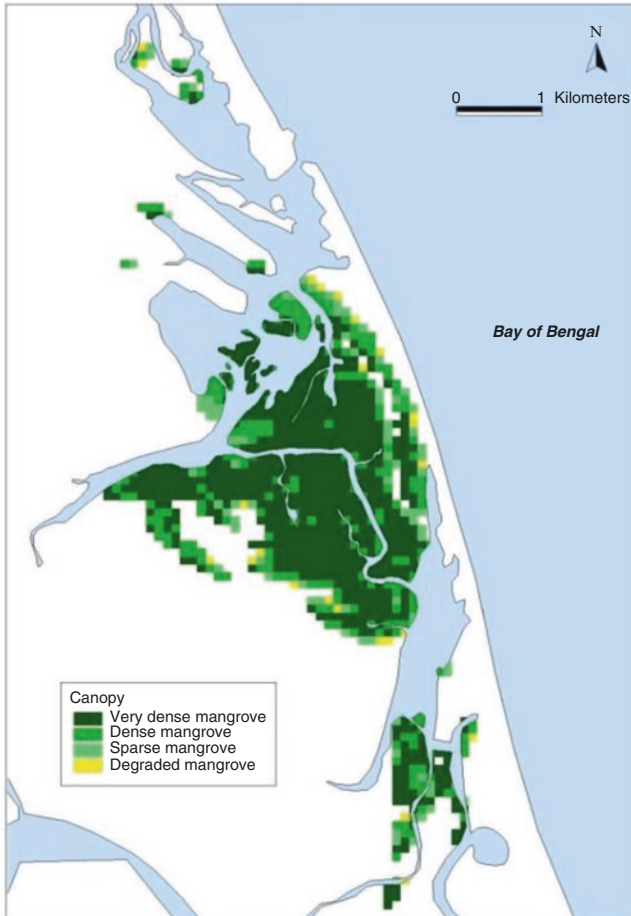 N
0 1 Kilometers
Bay of Bengal
Canopy
Very dense mangrove
Dense mangrove
Sparse mangrove
Degraded mangrove